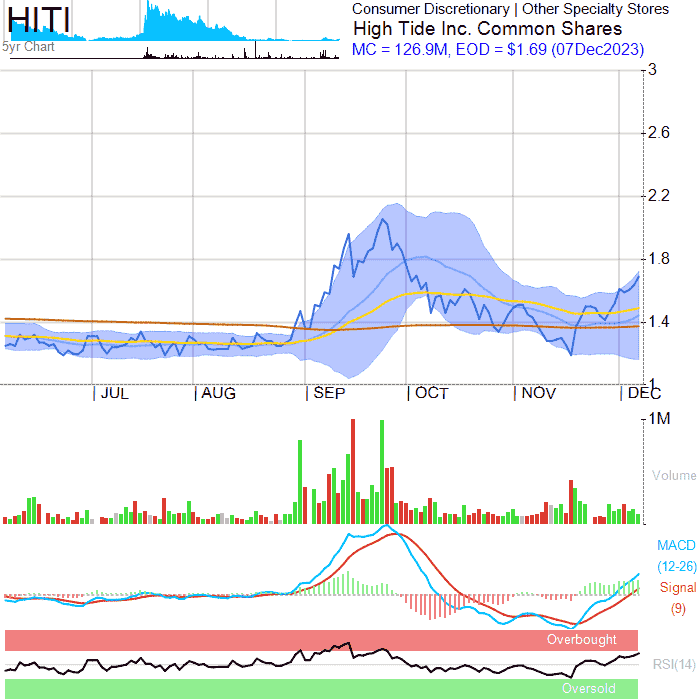 HITI
5yr Chart
Consumer Discretionary | Other Specialty Stores
High Tide Inc. Common Shares
MC = 126.9M, EOD = $1.69 (07Dec2023)
3
2.6
2.2
1.8
1.4
1
JUL AUG SEP OCT NOV DEC
1M
Volume
MACD
(12-26)
Signal
(9)
Overbought
RSI(14)
Oversold